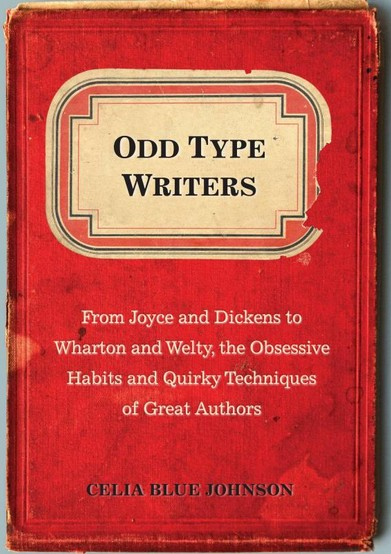 ODD TYPE
WRITERS
From Joyce and Dickens to
Wharton and Welty, the Obsessive
Habits and Quirky Techniques
of Great Authors
CELIA BLUE JOHNSON